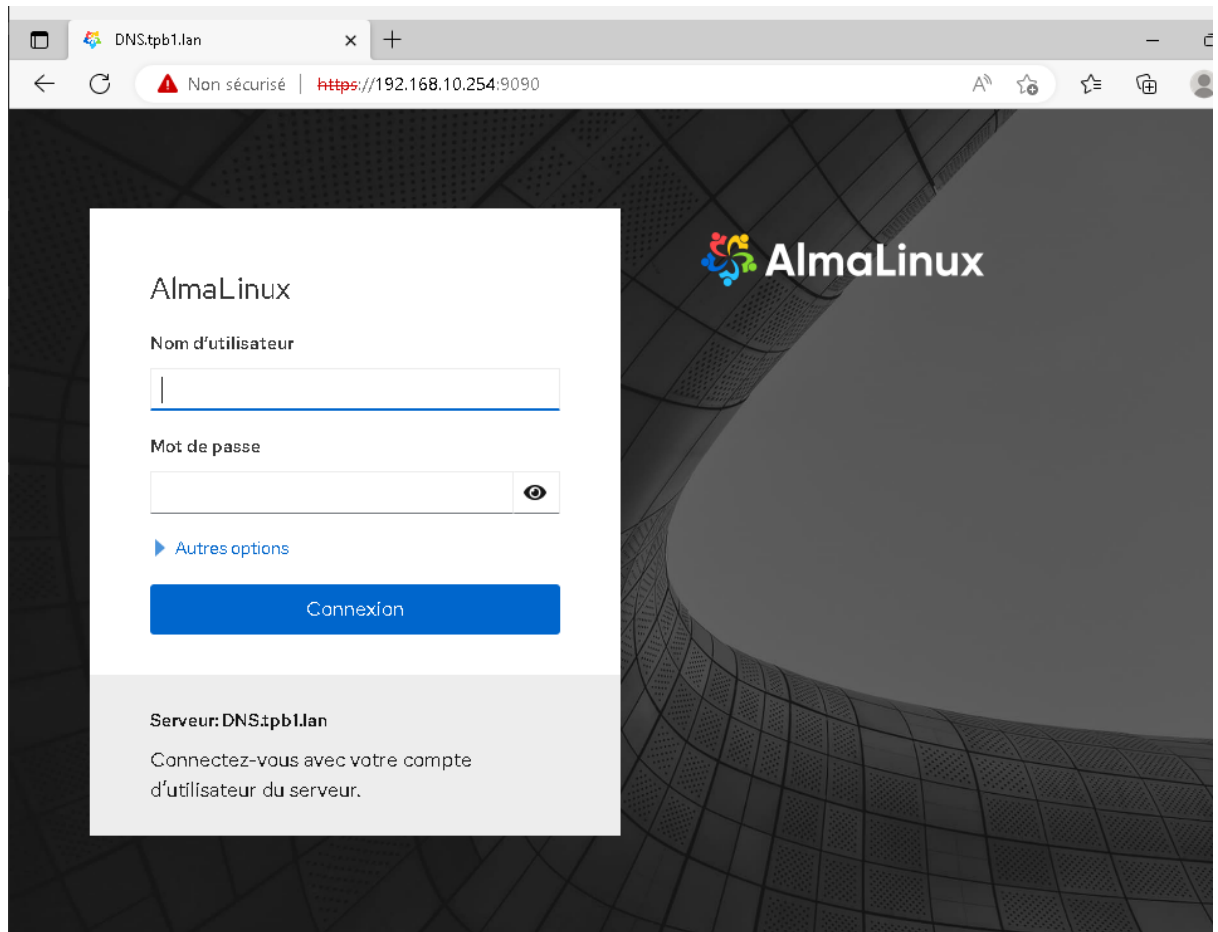 DNS.tpb1.lan
Non sécurisé | https://192.168.10.254:9090
AlmaLinux
AlmaLinux
Nom d'utilisateur
Mot de passe
Autres options
Connexion
Serveur: DNS.tpb1.lan
Connectez-vous avec votre compte
d'utilisateur du serveur.